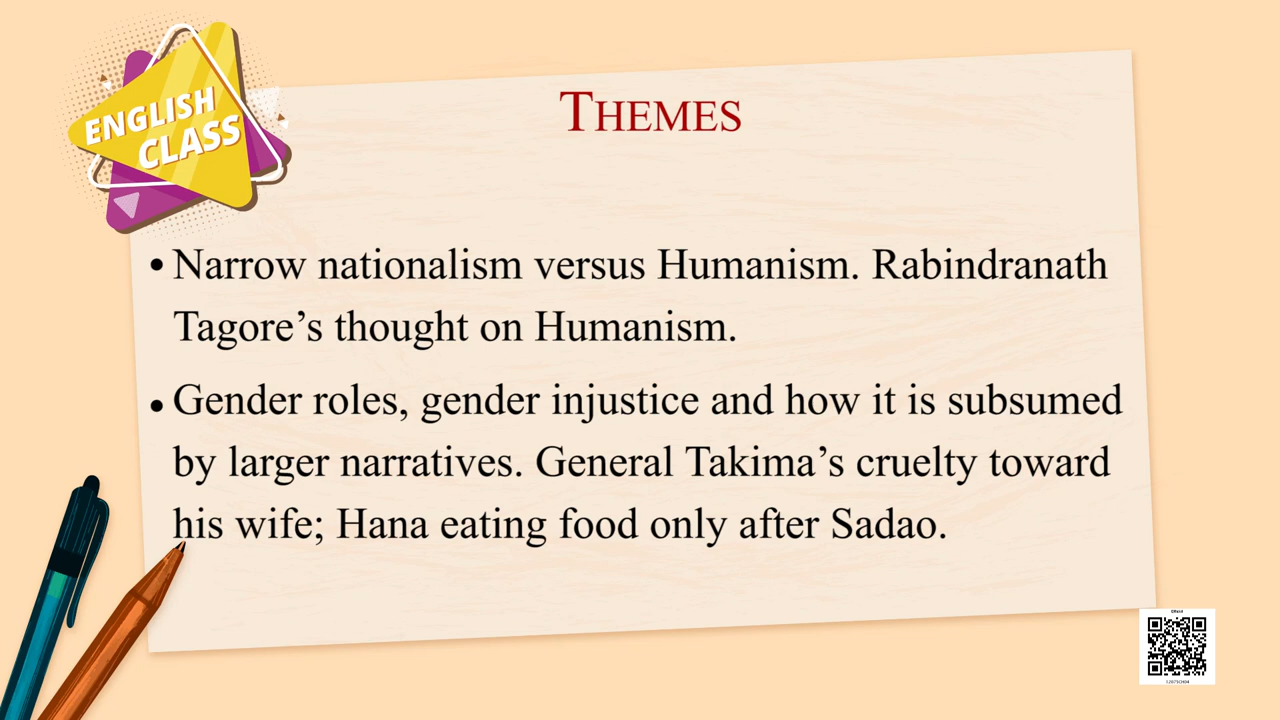 ENGLISH
CLASS
THEMES
• Narrow nationalism versus Humanism. Rabindranath
Tagore’s thought on Humanism.
• Gender roles, gender injustice and how it is subsumed
by larger narratives. General Takima’s cruelty toward
his wife; Hana eating food only after Sadao.